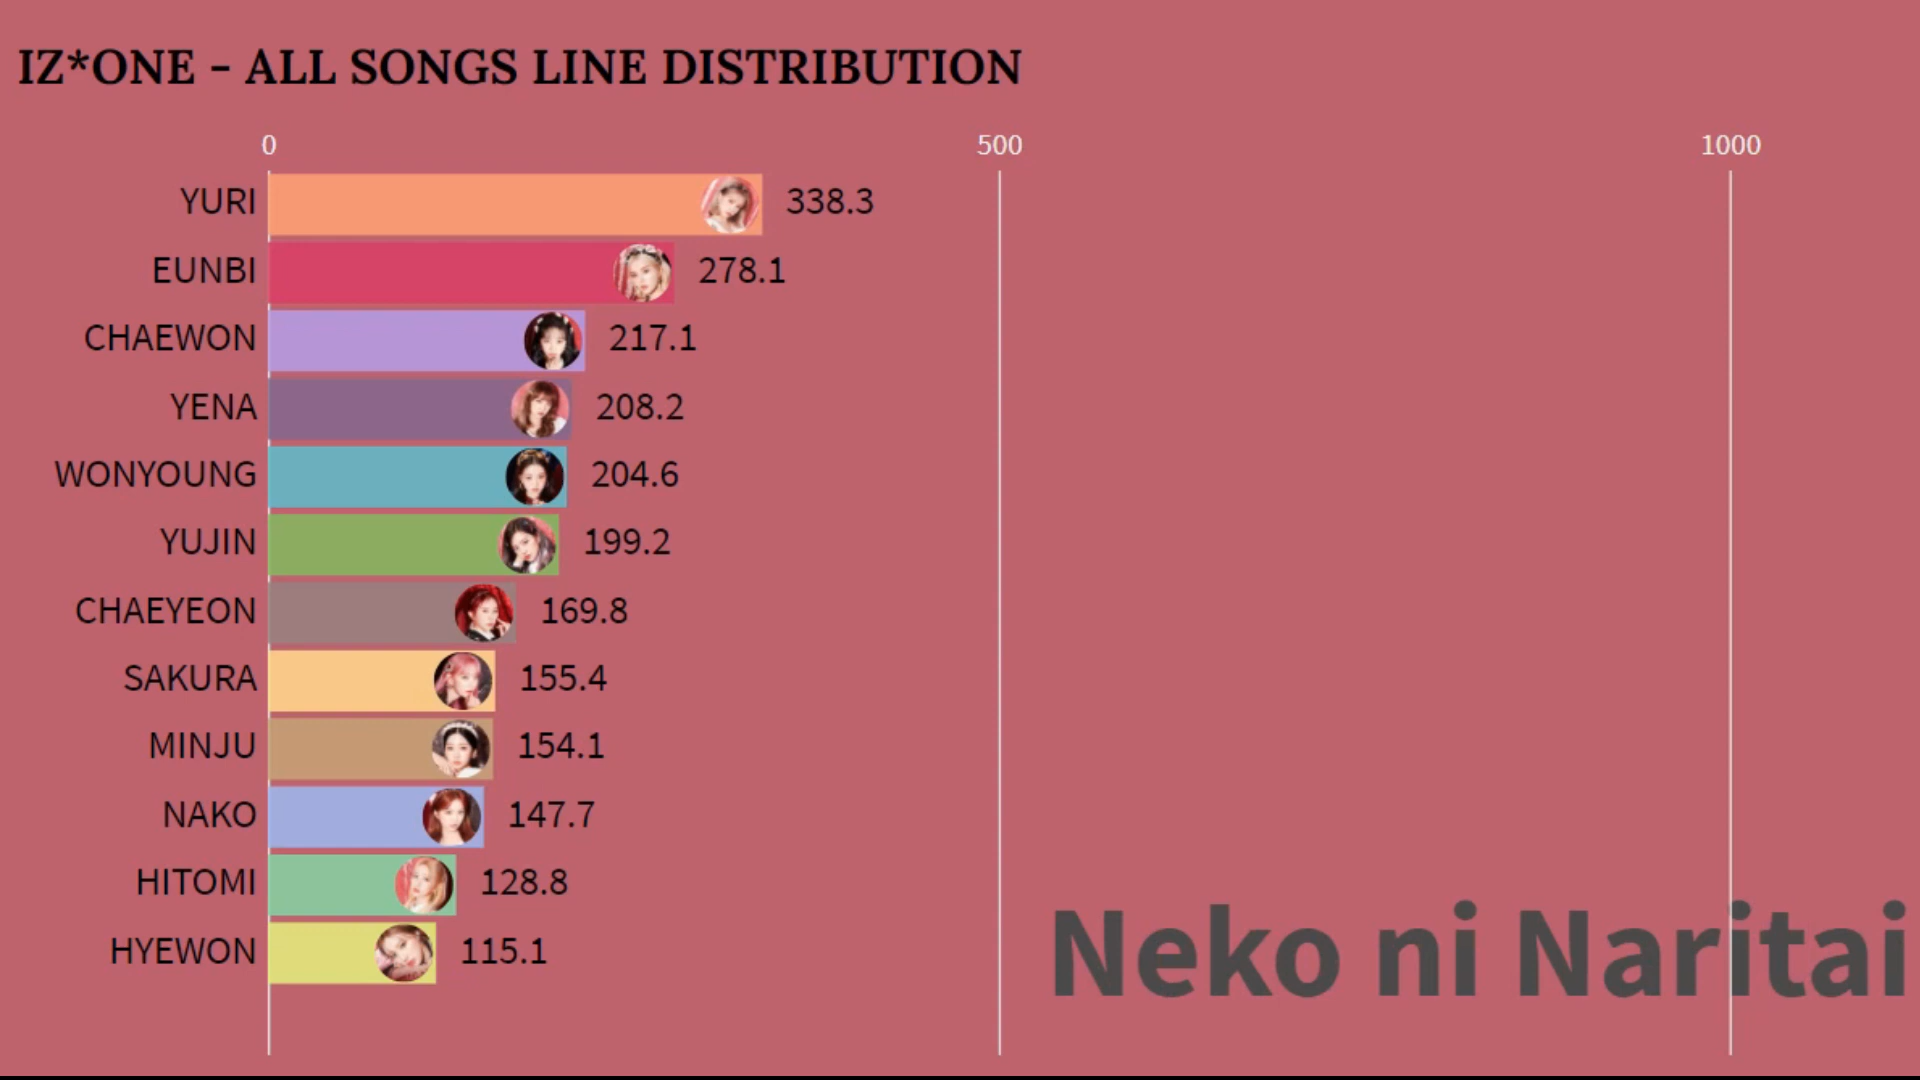 IZ*ONE - ALL SONGS LINE DISTRIBUTION
0 500 1000
YURI 338.3
EUNBI 278.1
CHAEWON 217.1
YENA 208.2
WONYOUNG 204.6
YUJIN 199.2
CHAEYEON 169.8
SAKURA 155.4
MINJU 154.1
NAKO 147.7
HITOMI 128.8
HYEWON 115.1
Neko ni Naritai